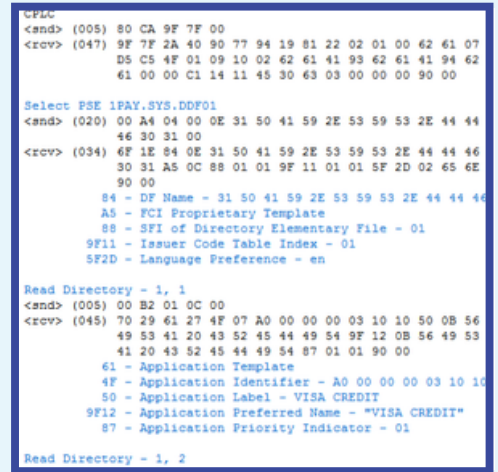 CPLC
<snd> (005) 80 CA 9F 7F 00
<rcv> (047) 9F 7F 2A 40 90 77 94 19 81 22 02 01 00 62 61 07
D5 C5 4F 01 09 10 02 62 61 41 93 62 61 41 94 62
61 00 00 C1 14 11 45 30 63 03 00 00 00 90 00
Select PSE 1PAY.SYS.DDF01
<snd> (020) 00 A4 04 00 0E 31 50 41 59 2E 53 59 53 2E 44 44
46 30 31 00
<rcv> (034) 6F 1E 84 0E 31 50 41 59 2E 53 59 53 2E 44 44 46
30 31 A5 0C 88 01 01 9F 11 01 01 5F 2D 02 65 6E
90 00
84 - DF Name - 31 50 41 59 2E 53 59 53 2E 44 44 46
A5 - FCI Proprietary Template
88 - SFI of Directory Elementary File - 01
9F11 - Issuer Code Table Index - 01
5F2D - Language Preference - en
Read Directory - 1, 1
<snd> (005) 00 B2 01 0C 00
<rcv> (045) 70 29 61 27 4F 07 A0 00 00 00 03 10 10 50 0B 56
49 53 41 20 43 52 45 44 49 54 9F 12 0B 56 49 53
41 20 43 52 45 44 49 54 87 01 01 90 00
61 - Application Template
4F - Application Identifier - A0 00 00 00 03 10 10
50 - Application Label - VISA CREDIT
9F12 - Application Preferred Name - "VISA CREDIT"
87 - Application Priority Indicator - 01
Read Directory - 1, 2